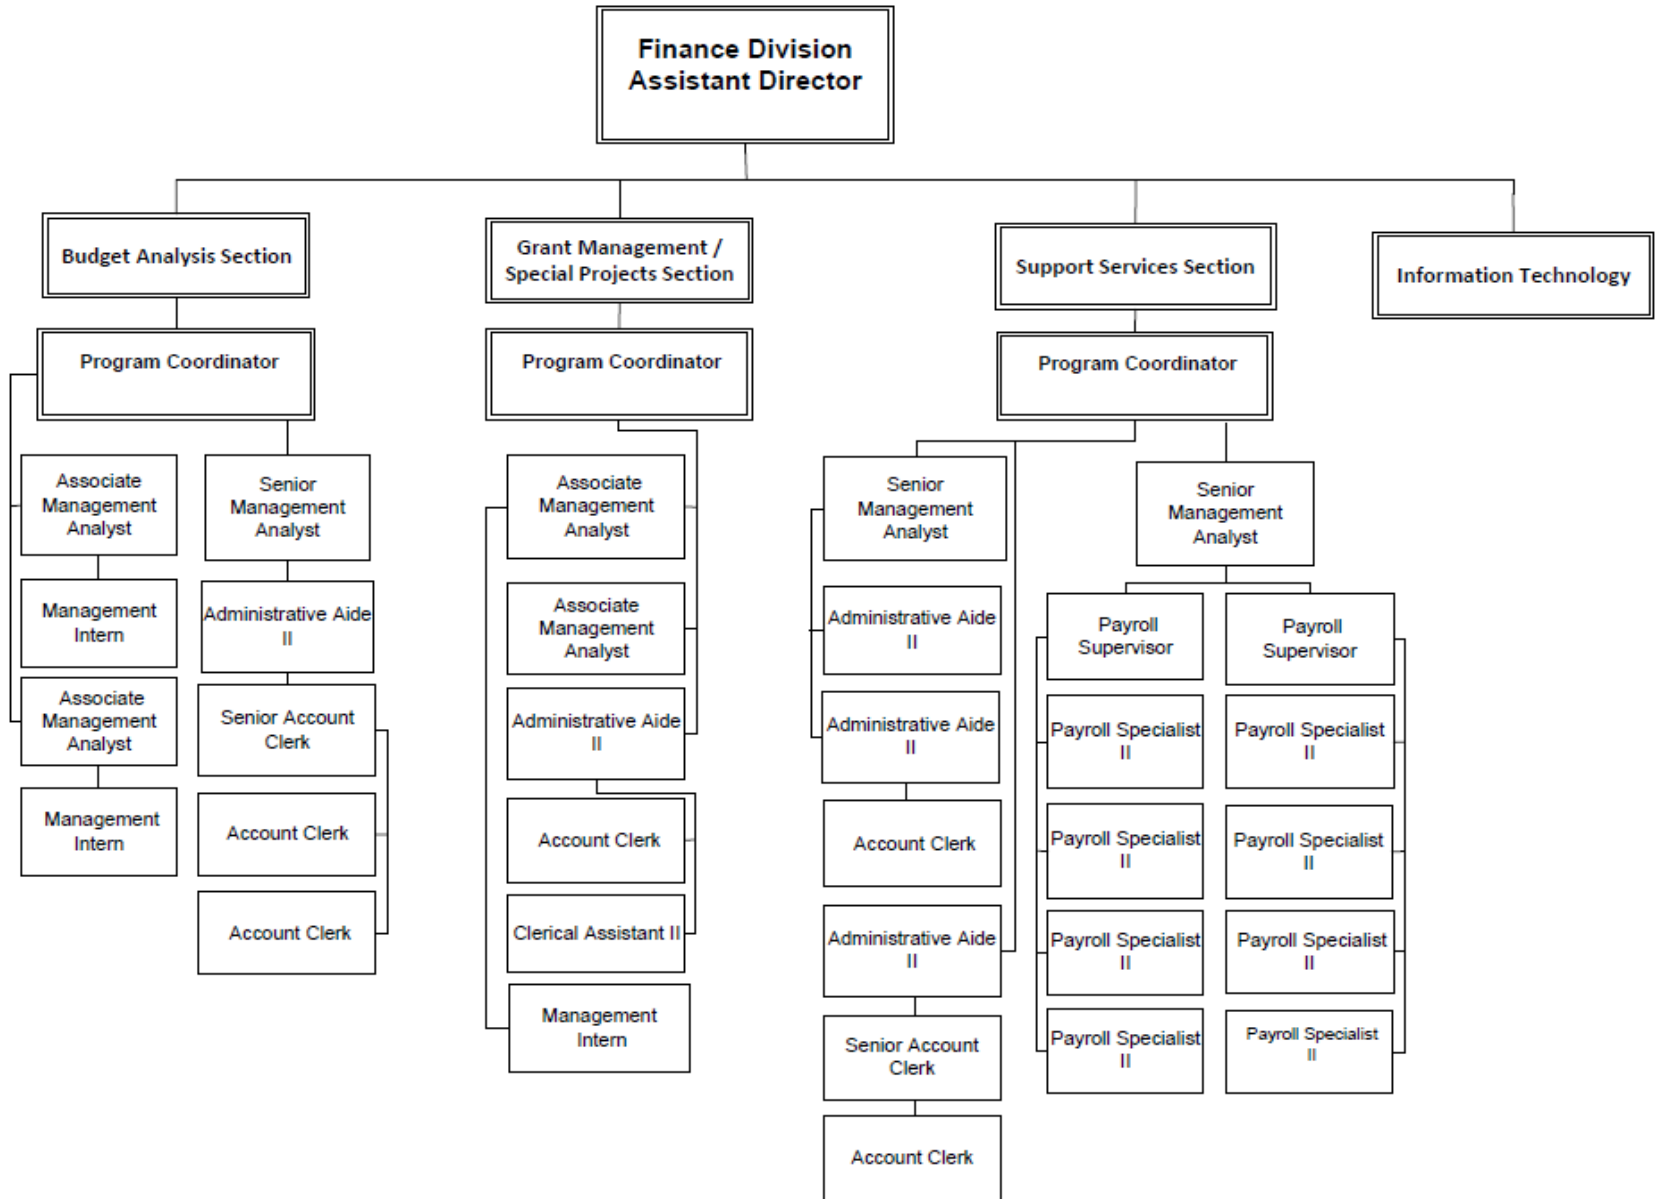 Finance Division
Assistant Director
Budget Analysis Section
Grant Management /
Special Projects Section
Support Services Section
Information Technology
Program Coordinator
Program Coordinator
Program Coordinator
Associate
Management
Analyst
Management
Intern
Associate
Management
Analyst
Management
Intern
Senior
Management
Analyst
Administrative Aide
II
Senior Account
Clerk
Account Clerk
Account Clerk
Associate
Management
Analyst
Associate
Management
Analyst
Administrative Aide
II
Account Clerk
Clerical Assistant II
Management
Intern
Senior
Management
Analyst
Administrative Aide
II
Administrative Aide
II
Account Clerk
Administrative Aide
II
Senior Account
Clerk
Account Clerk
Senior
Management
Analyst
Payroll
Supervisor
Payroll Specialist
II
Payroll Specialist
II
Payroll Specialist
II
Payroll Specialist
II
Payroll
Supervisor
Payroll Specialist
II
Payroll Specialist
II
Payroll Specialist
II
Payroll Specialist
II